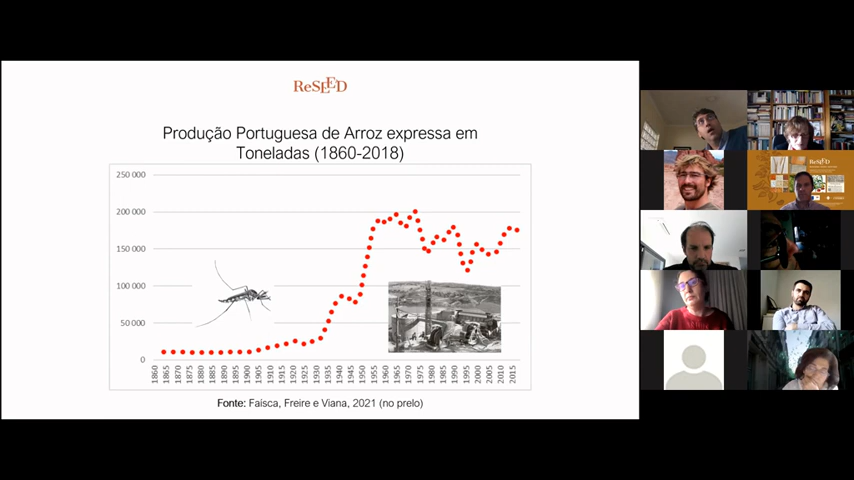 ReSEED
Produção Portuguesa de Arroz expressa em
Toneladas (1860-2018)
250 000
200 000
150 000
100 000
50 000
0
1860 1865 1870 1875 1880 1885 1890 1895 1900 1905 1910 1915 1920 1925 1930 1935 1940 1945 1950 1955 1960 1965 1970 1975 1980 1985 1990 1995 2000 2005 2010 2015
Fonte: Faísca, Freire e Viana, 2021 (no prelo)
ReSEED